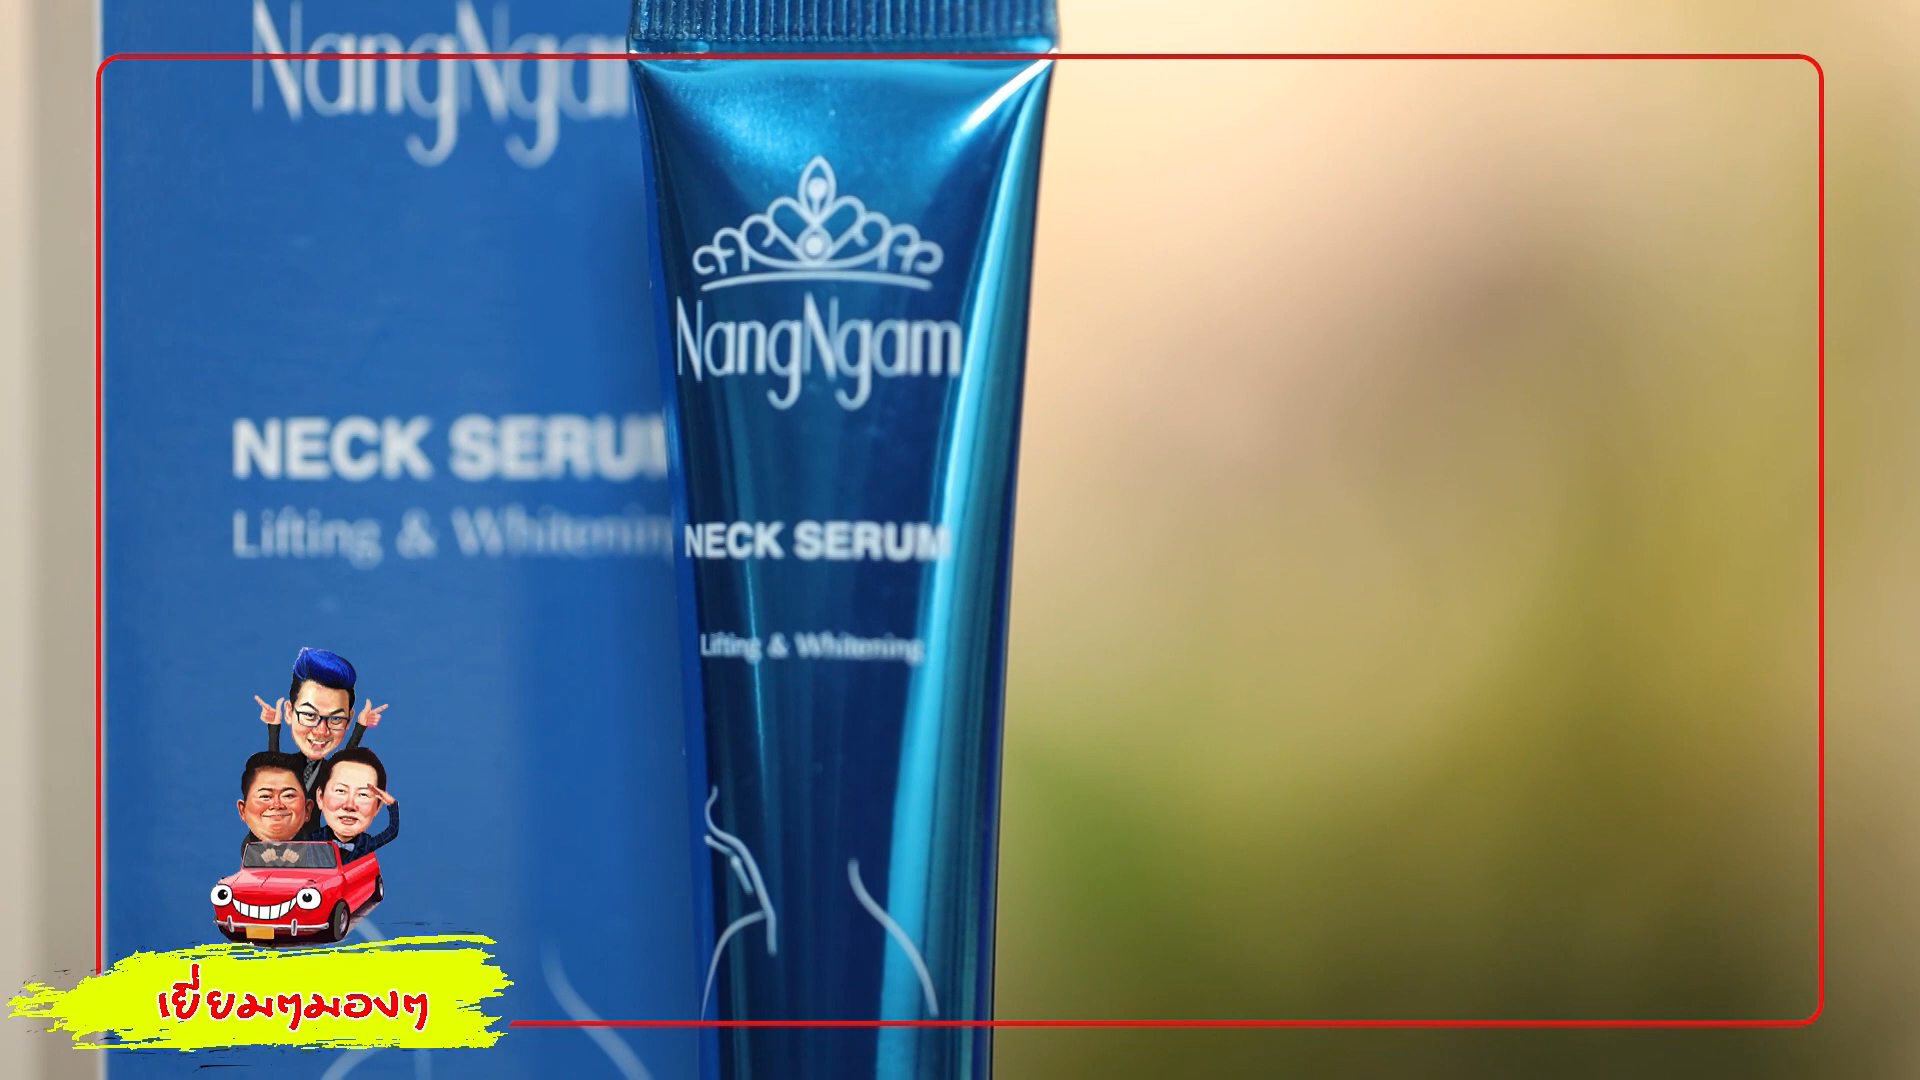 NangNgam
NECK SERUM
Lifting & Whitening
NangNgam
NECK SERUM
Lifting & Whitening
เยี่ยมๆมองๆ